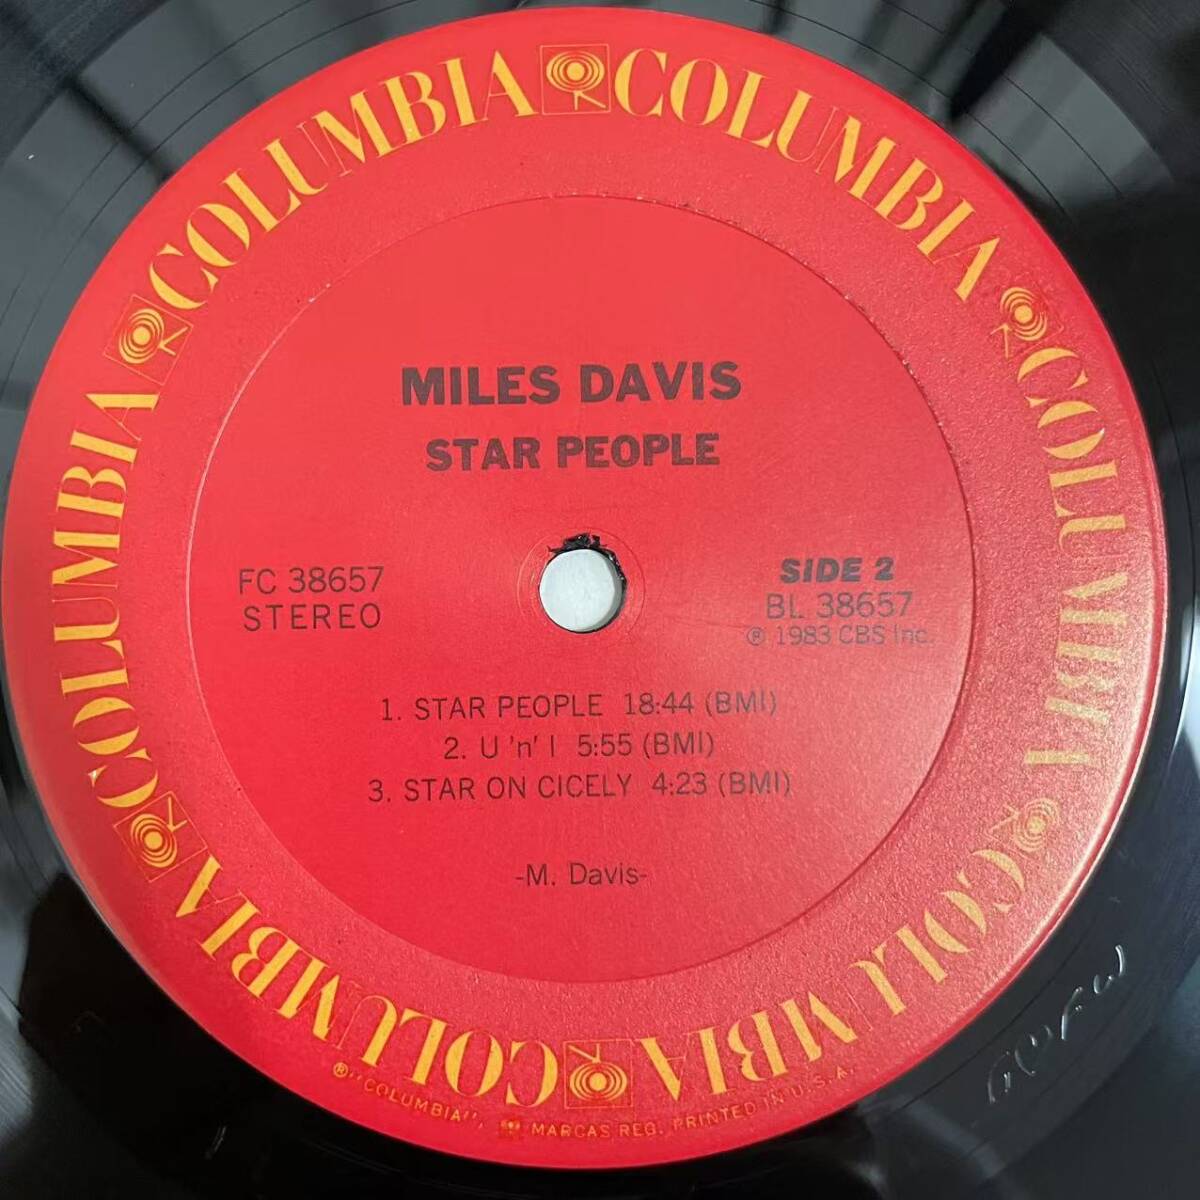 COLUMBIA COLUMBIA COLUMBIA COLUMBIA COLUMBIA COLUMBIA
MILES DAVIS
STAR PEOPLE
FC 38657
STEREO
SIDE 2
BL 38657
℗ 1983 CBS Inc.
1. STAR PEOPLE 18:44 (BMI)
2. U 'n' I 5:55 (BMI)
3. STAR ON CICELY 4:23 (BMI)
-M. Davis-
®"COLUMBIA", MARCAS REG. PRINTED IN U.S.A.